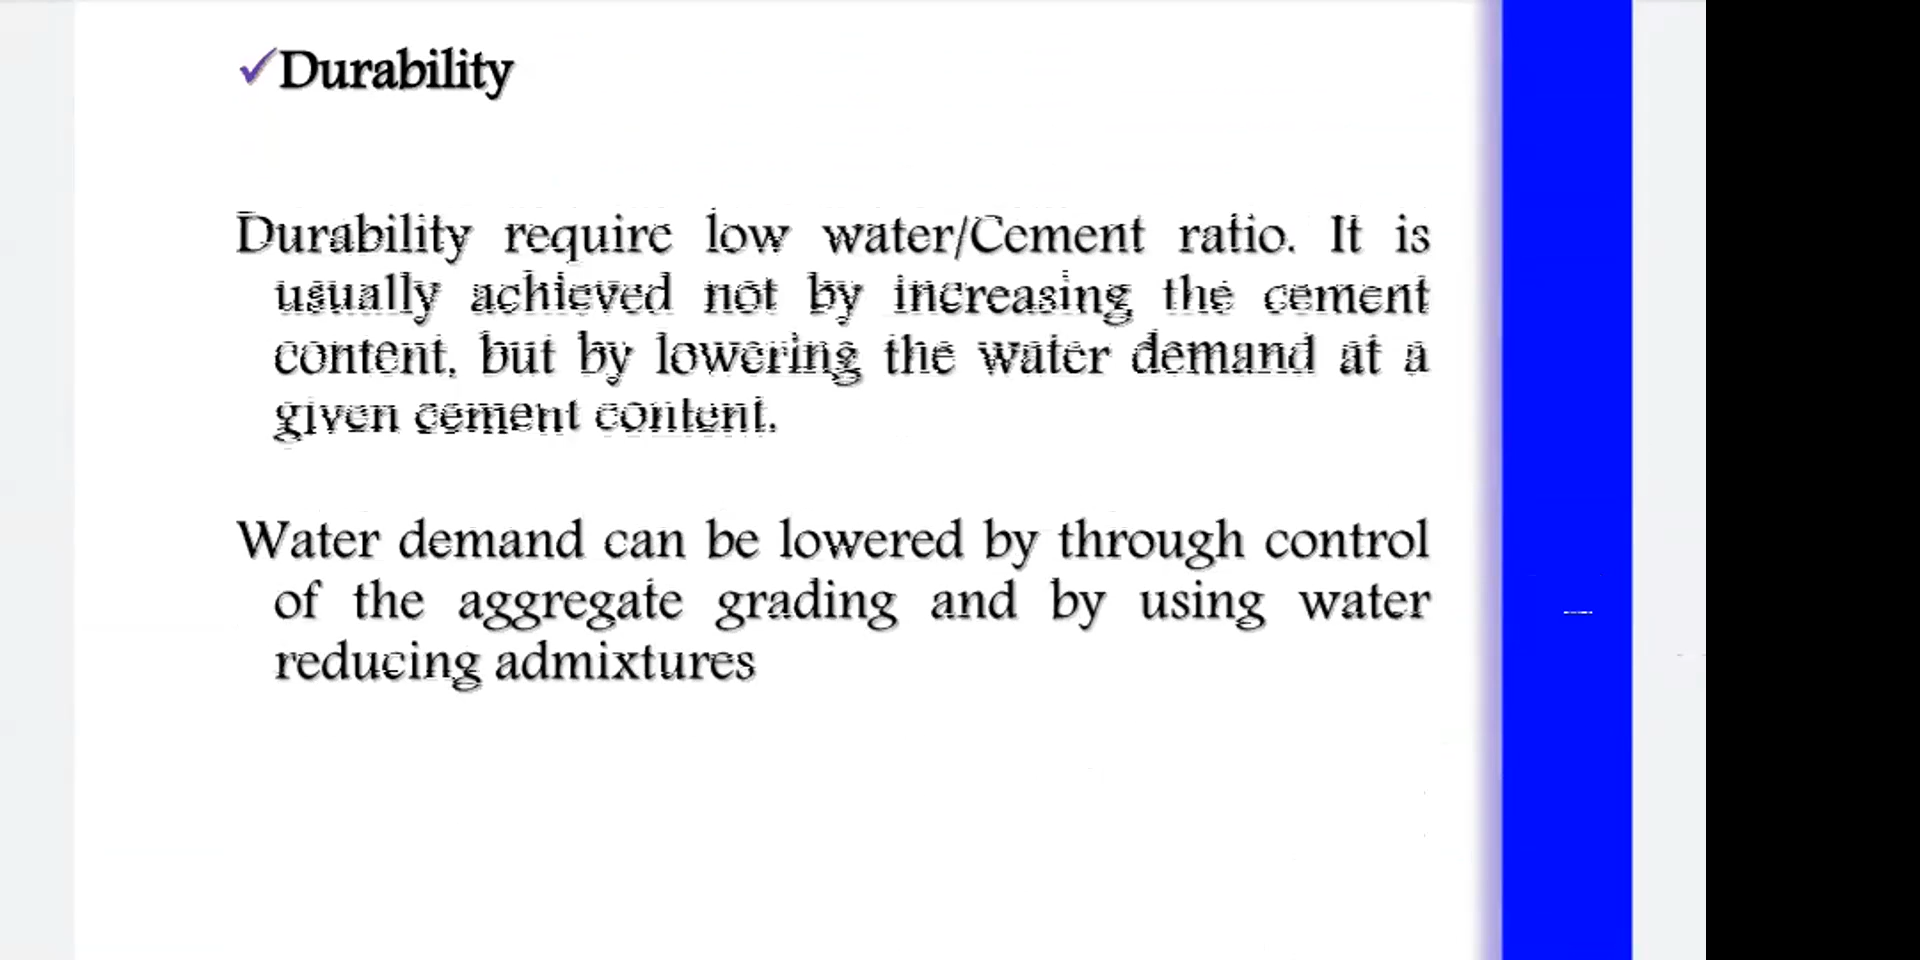 ✓Durability
Durability require low water/Cement ratio. It is
usually achieved not by increasing the cement
content, but by lowering the water demand at a
given cement content.
Water demand can be lowered by through control
of the aggregate grading and by using water
reducing admixtures